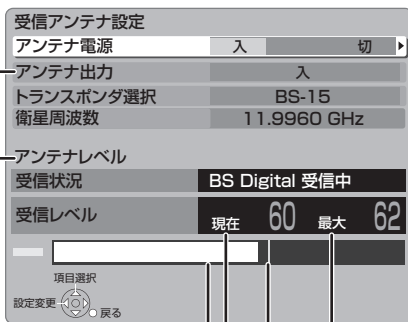 受信アンテナ設定
アンテナ電源 入 切
アンテナ出力 入
トランスポンダ選択 BS-15
衛星周波数 11.9960 GHz
アンテナレベル
受信状況 BS Digital 受信中
受信レベル 現在 60 最大 62
項目選択
設定変更
戻る